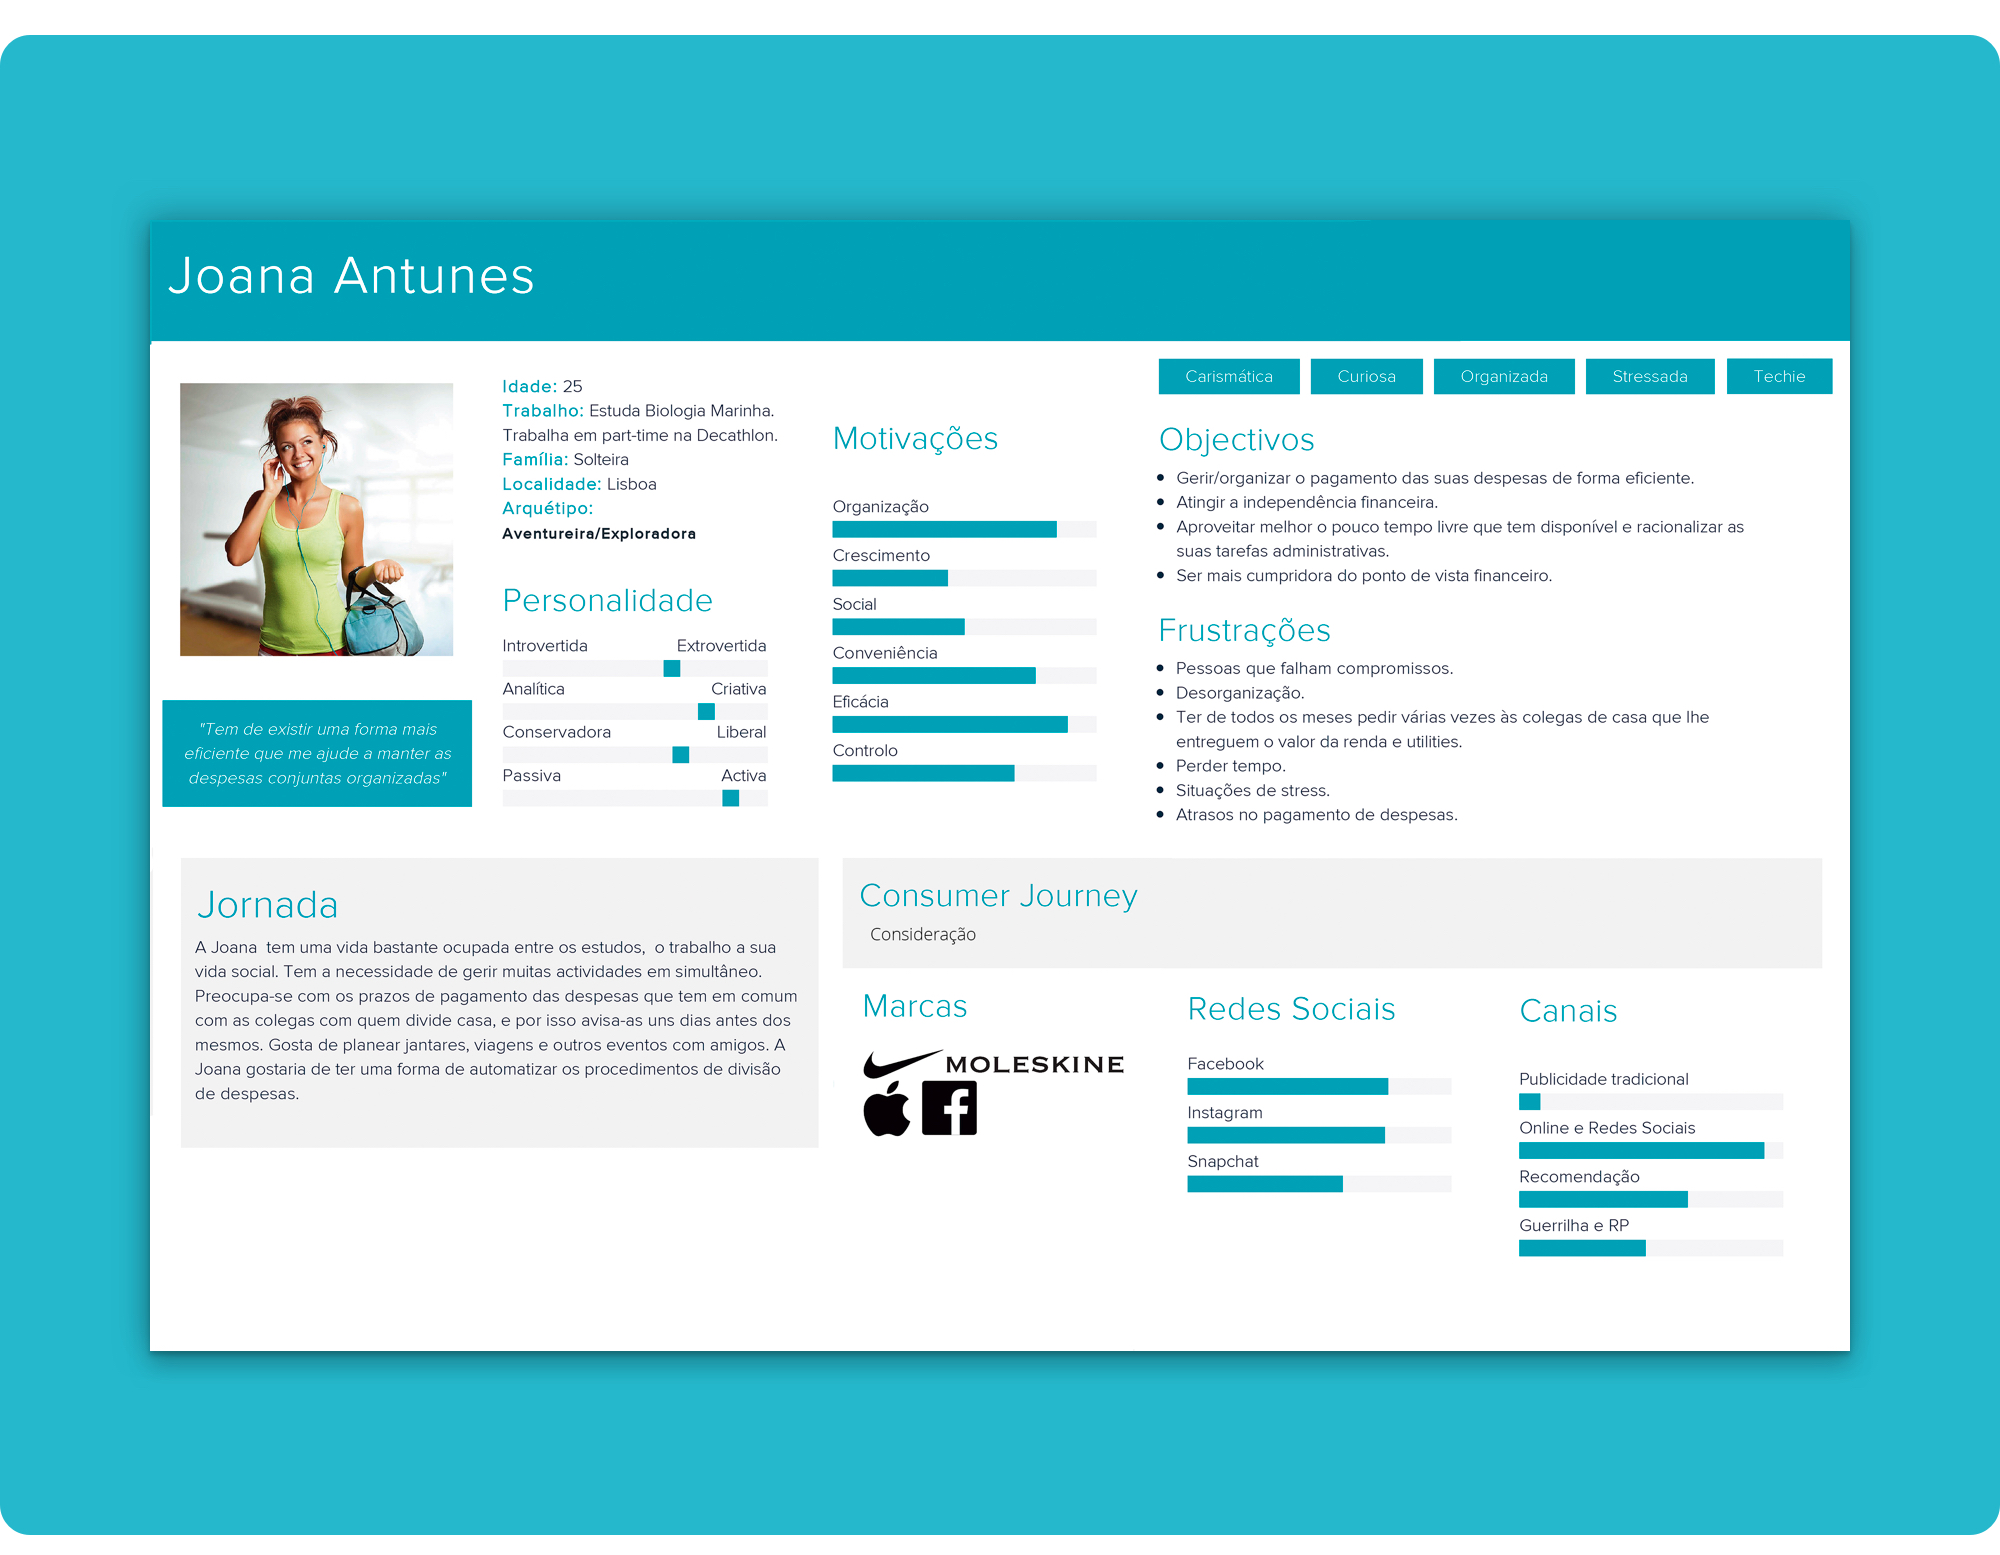 Joana Antunes
Idade: 25
Trabalho: Estuda Biologia Marinha.
Trabalha em part-time na Decathlon.
Família: Solteira
Localidade: Lisboa
Arquétipo:
Aventureira/Exploradora
"Tem de existir uma forma mais
eficiente que me ajude a manter as
despesas conjuntas organizadas"
Personalidade
Introvertida Extrovertida
Analítica Criativa
Conservadora Liberal
Passiva Activa
Motivações
Organização
Crescimento
Social
Conveniência
Eficácia
Controlo
Carismática Curiosa Organizada Stressada Techie
Objectivos
• Gerir/organizar o pagamento das suas despesas de forma eficiente.
• Atingir a independência financeira.
• Aproveitar melhor o pouco tempo livre que tem disponível e racionalizar as
suas tarefas administrativas.
• Ser mais cumpridora do ponto de vista financeiro.
Frustrações
• Pessoas que falham compromissos.
• Desorganização.
• Ter de todos os meses pedir várias vezes às colegas de casa que lhe
entreguem o valor da renda e utilities.
• Perder tempo.
• Situações de stress.
• Atrasos no pagamento de despesas.
Jornada
A Joana  tem uma vida bastante ocupada entre os estudos,  o trabalho a sua
vida social. Tem a necessidade de gerir muitas actividades em simultâneo.
Preocupa-se com os prazos de pagamento das despesas que tem em comum
com as colegas com quem divide casa, e por isso avisa-as uns dias antes dos
mesmos. Gosta de planear jantares, viagens e outros eventos com amigos. A
Joana gostaria de ter uma forma de automatizar os procedimentos de divisão
de despesas.
Consumer Journey
Consideração
Marcas
MOLESKINE
Redes Sociais
Facebook
Instagram
Snapchat
Canais
Publicidade tradicional
Online e Redes Sociais
Recomendação
Guerrilha e RP